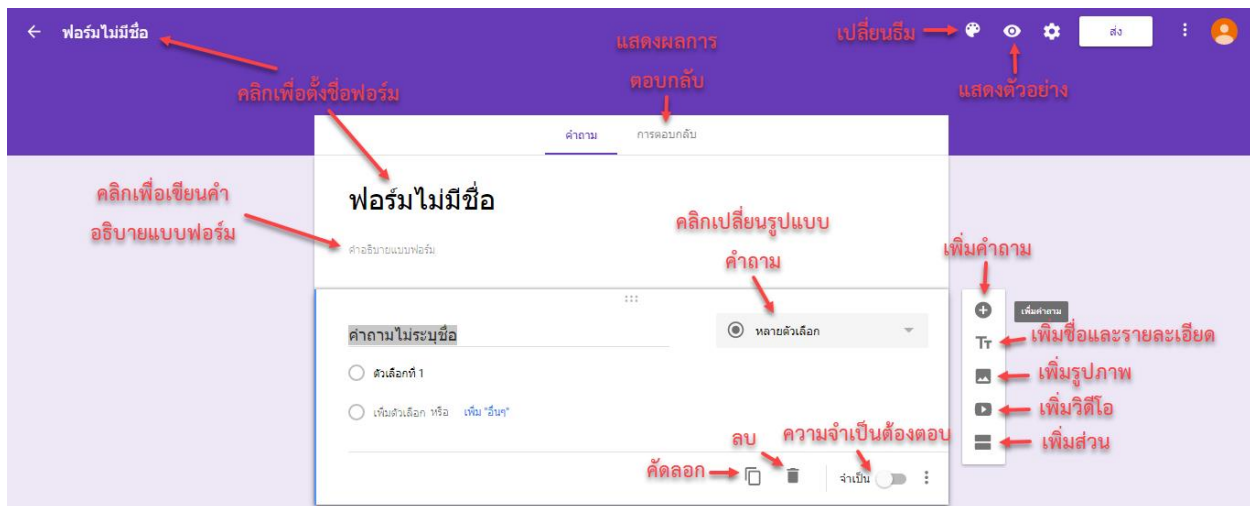 ฟอร์มไม่มีชื่อ
เปลี่ยนธีม
ส่ง
แสดงผลการ
ตอบกลับ
แสดงตัวอย่าง
คลิกเพื่อตั้งชื่อฟอร์ม
คำถาม
การตอบกลับ
คลิกเพื่อเขียนคำ
อธิบายแบบฟอร์ม
ฟอร์มไม่มีชื่อ
คำอธิบายแบบฟอร์ม
คลิกเปลี่ยนรูปแบบ
คำถาม
เพิ่มคำถาม
เพิ่มคำถาม
คำถามไม่ระบุชื่อ
หลายตัวเลือก
เพิ่มชื่อและรายละเอียด
ตัวเลือกที่ 1
เพิ่มรูปภาพ
เพิ่มตัวเลือก หรือ เพิ่ม "อื่นๆ"
เพิ่มวิดีโอ
เพิ่มส่วน
ลบ
ความจำเป็นต้องตอบ
คัดลอก
จำเป็น